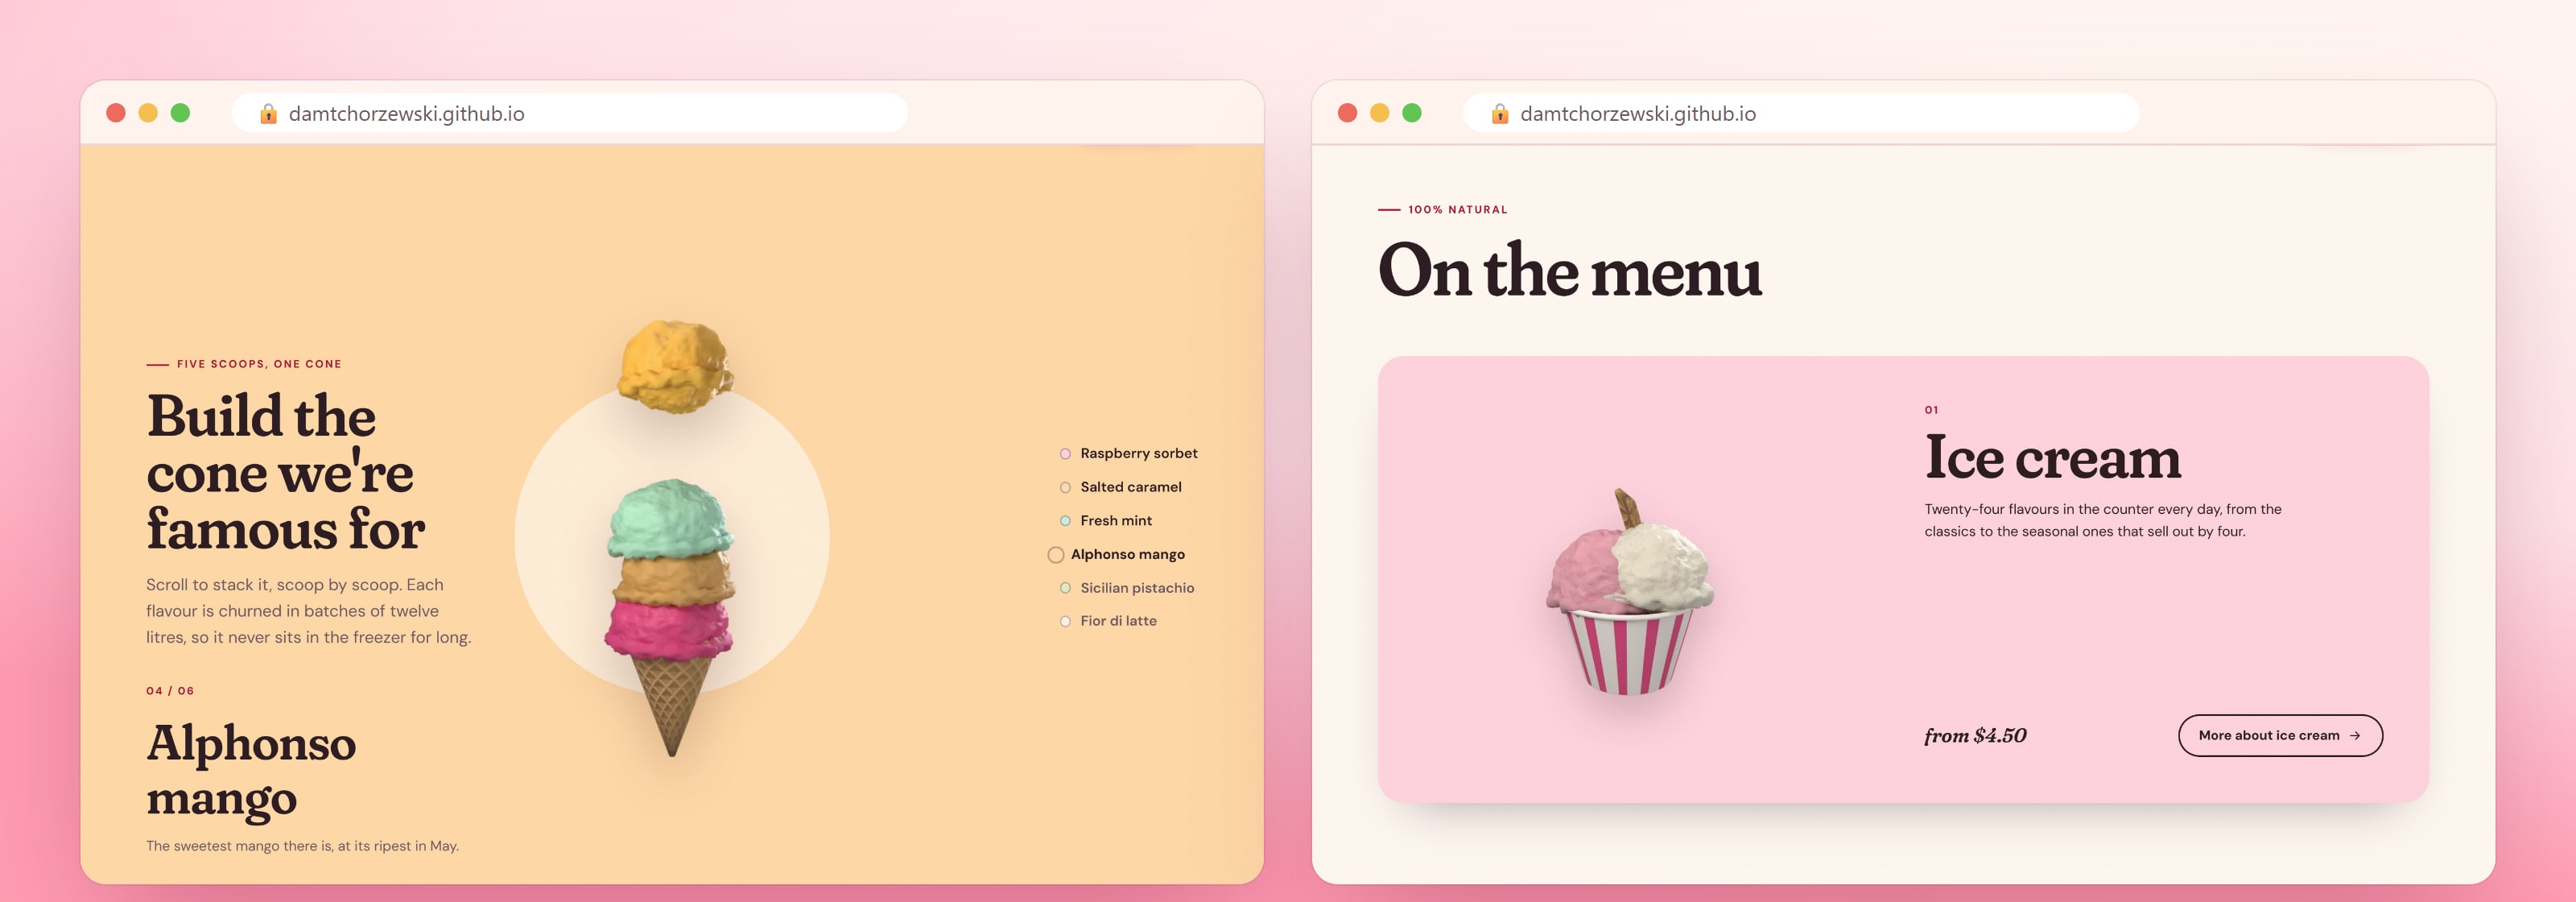 damtchorzewski.github.io
FIVE SCOOPS, ONE CONE
Build the
cone we're
famous for
Scroll to stack it, scoop by scoop. Each
flavour is churned in batches of twelve
litres, so it never sits in the freezer for long.
04 / 06
Alphonso
mango
The sweetest mango there is, at its ripest in May.
Raspberry sorbet
Salted caramel
Fresh mint
Alphonso mango
Sicilian pistachio
Fior di latte
damtchorzewski.github.io
100% NATURAL
On the menu
01
Ice cream
Twenty-four flavours in the counter every day, from the
classics to the seasonal ones that sell out by four.
from $4.50
More about ice cream →